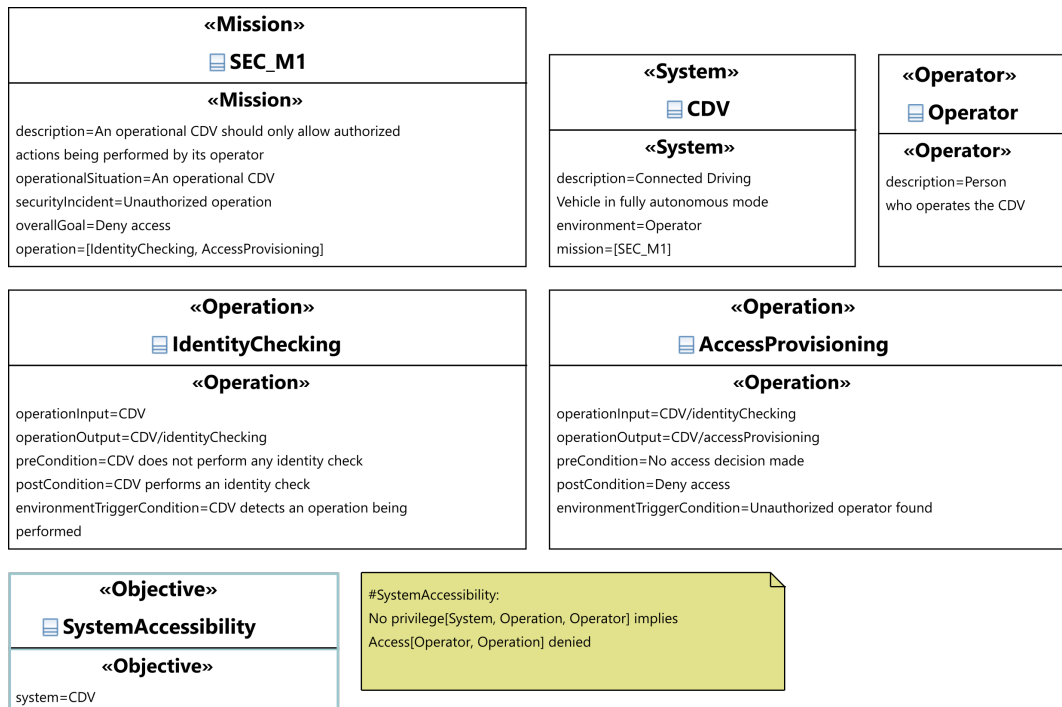 «Mission»
SEC_M1
«Mission»
description=An operational CDV should only allow authorized
actions being performed by its operator
operationalSituation=An operational CDV
securityIncident=Unauthorized operation
overallGoal=Deny access
operation=[IdentityChecking, AccessProvisioning]
«System»
CDV
«System»
description=Connected Driving
Vehicle in fully autonomous mode
environment=Operator
mission=[SEC_M1]
«Operator»
Operator
«Operator»
description=Person
who operates the CDV
«Operation»
IdentityChecking
«Operation»
operationInput=CDV
operationOutput=CDV/identityChecking
preCondition=CDV does not perform any identity check
postCondition=CDV performs an identity check
environmentTriggerCondition=CDV detects an operation being
performed
«Operation»
AccessProvisioning
«Operation»
operationInput=CDV/identityChecking
operationOutput=CDV/accessProvisioning
preCondition=No access decision made
postCondition=Deny access
environmentTriggerCondition=Unauthorized operator found
«Objective»
SystemAccessibility
«Objective»
system=CDV
#SystemAccessibility:
No privilege[System, Operation, Operator] implies
Access[Operator, Operation] denied